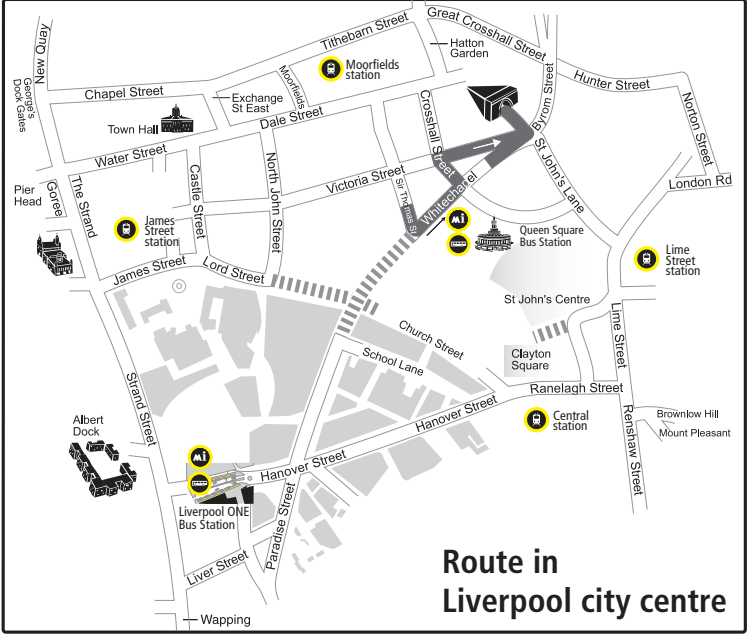 Great Crosshall Street
Tithebarn Street
New Quay
Hatton
Garden
Moorfields
station
Hunter Street
George's
Dock Gates
Chapel Street
Moorfields
Exchange
St East
Byrom Street
Norton Street
Crosshall Street
Town Hall
Dale Street
Water Street
St John's Lane
Castle Street
North John Street
Victoria Street
Sir Thomas St
Whitechapel
London Rd
Pier
Head
Goree
The Strand
James
Street
station
Queen Square
Bus Station
Lime
Street
station
James Street
Lord Street
St John's Centre
Church Street
School Lane
Clayton
Square
Lime Street
Strand Street
Ranelagh Street
Hanover Street
Central
station
Renshaw Street
Brownlow Hill
Mount Pleasant
Albert
Dock
Hanover Street
Liverpool ONE
Bus Station
Paradise Street
Liver Street
Wapping
Route in
Liverpool city centre